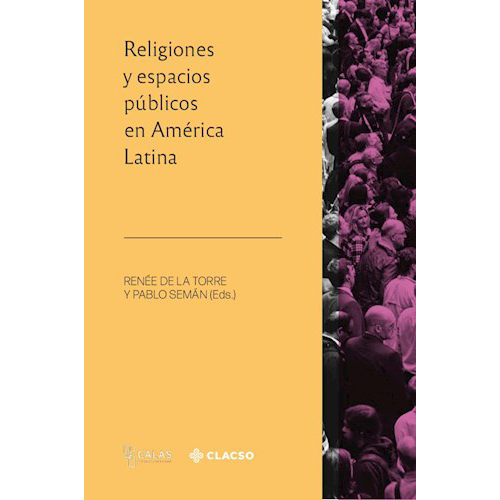 Religiones
y espacios
públicos
en América
Latina
RENÉE DE LA TORRE
Y PABLO SEMÁN (Eds.)
CALAS
CLACSO